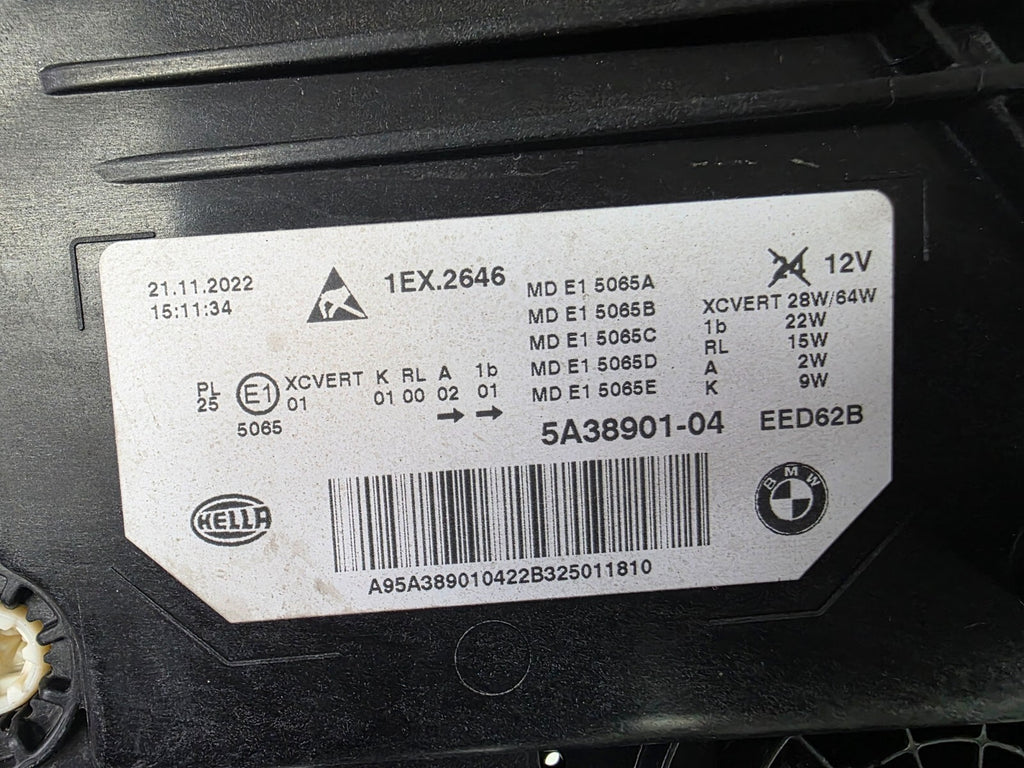 21.11.2022
15:11:34
1EX.2646
MD E1 5065A
MD E1 5065B
MD E1 5065C
MD E1 5065D
MD E1 5065E
24 12V
XCVERT 28W/64W
1b 22W
RL 15W
A 2W
K 9W
PL
25
E1
5065
XCVERT K RL A 1b
01 01 00 02 01
5A38901-04
EED62B
HELLA
A95A389010422B325011810
BMW